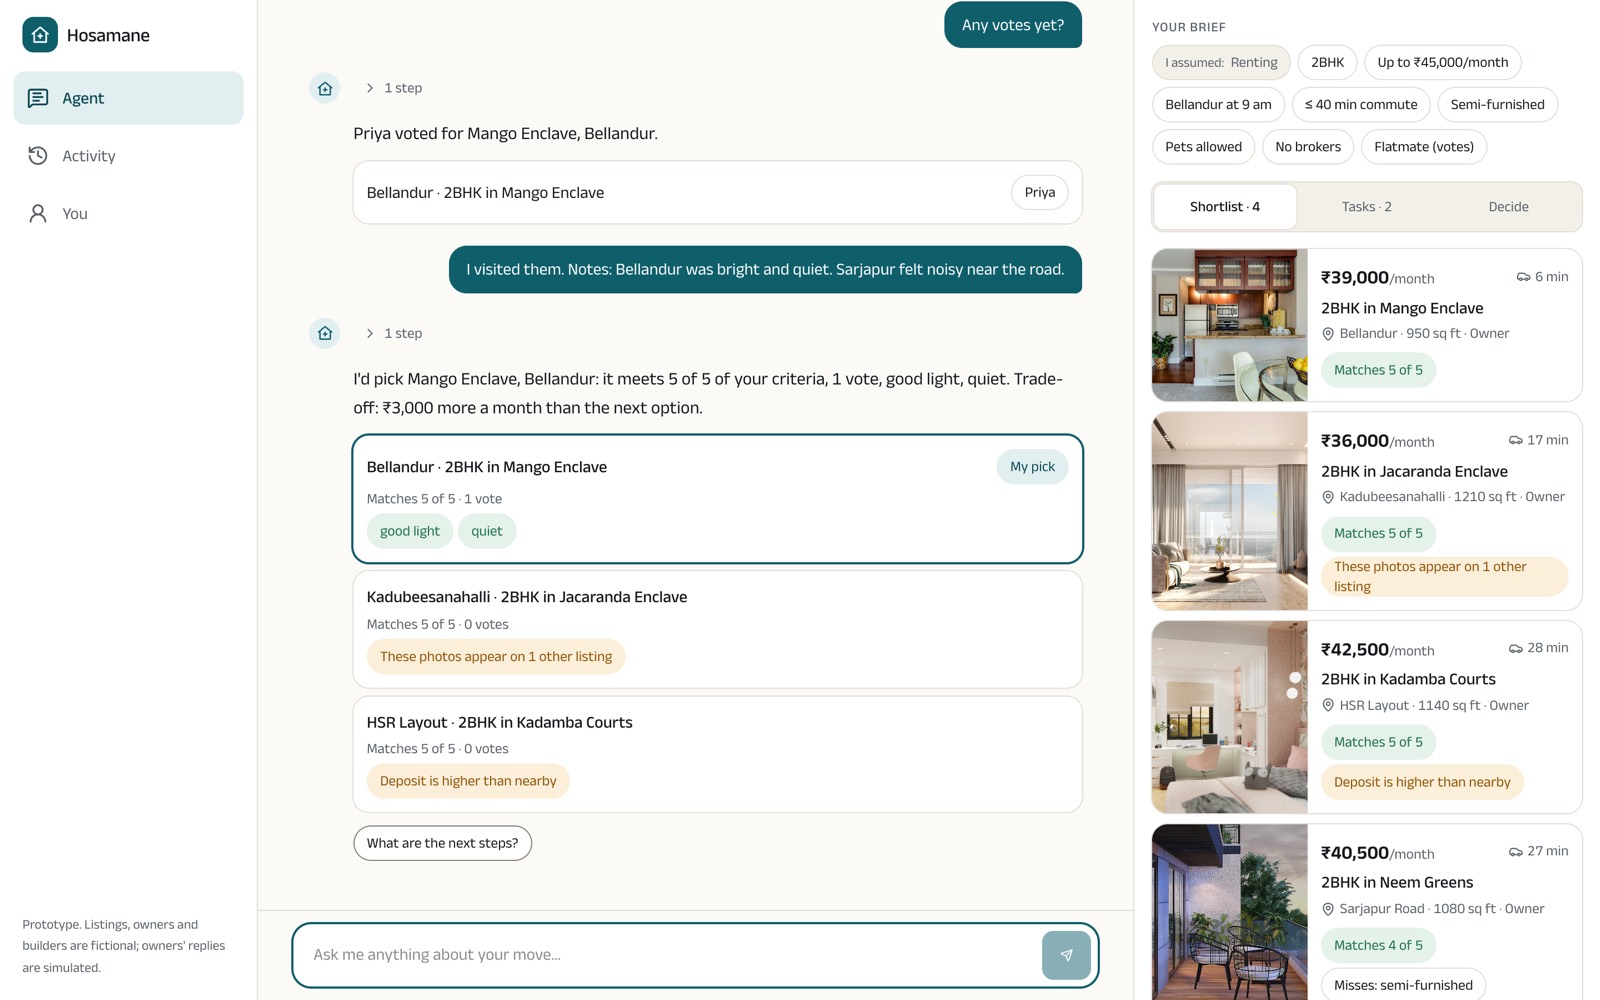 Hosamane
Agent
Activity
You
Prototype. Listings, owners and
builders are fictional; owners' replies
are simulated.
Any votes yet?
1 step
Priya voted for Mango Enclave, Bellandur.
Bellandur · 2BHK in Mango Enclave
Priya
I visited them. Notes: Bellandur was bright and quiet. Sarjapur felt noisy near the road.
1 step
I'd pick Mango Enclave, Bellandur: it meets 5 of 5 of your criteria, 1 vote, good light, quiet. Trade-
off: ₹3,000 more a month than the next option.
Bellandur · 2BHK in Mango Enclave
My pick
Matches 5 of 5 · 1 vote
good light
quiet
Kadubeesanahalli · 2BHK in Jacaranda Enclave
Matches 5 of 5 · 0 votes
These photos appear on 1 other listing
HSR Layout · 2BHK in Kadamba Courts
Matches 5 of 5 · 0 votes
Deposit is higher than nearby
What are the next steps?
Ask me anything about your move...
YOUR BRIEF
I assumed: Renting
2BHK
Up to ₹45,000/month
Bellandur at 9 am
≤ 40 min commute
Semi-furnished
Pets allowed
No brokers
Flatmate (votes)
Shortlist · 4
Tasks · 2
Decide
₹39,000/month
6 min
2BHK in Mango Enclave
Bellandur · 950 sq ft · Owner
Matches 5 of 5
₹36,000/month
17 min
2BHK in Jacaranda Enclave
Kadubeesanahalli · 1210 sq ft · Owner
Matches 5 of 5
These photos appear on 1 other
listing
₹42,500/month
28 min
2BHK in Kadamba Courts
HSR Layout · 1140 sq ft · Owner
Matches 5 of 5
Deposit is higher than nearby
₹40,500/month
27 min
2BHK in Neem Greens
Sarjapur Road · 1080 sq ft · Owner
Matches 4 of 5
Misses: semi-furnished